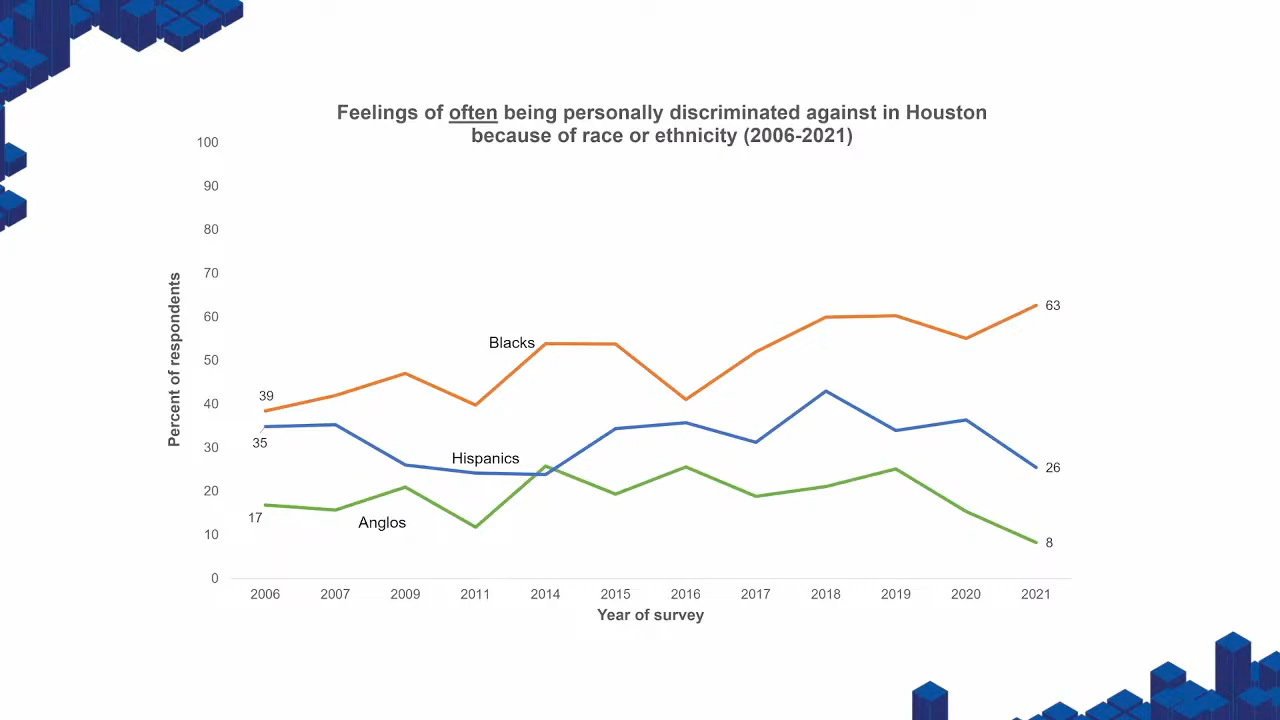 Feelings of often being personally discriminated against in Houston
because of race or ethnicity (2006-2021)
100
90
80
70
60
50
40
30
20
10
0
Percent of respondents
Blacks
Hispanics
Anglos
39
35
17
63
26
8
2006 2007 2009 2011 2014 2015 2016 2017 2018 2019 2020 2021
Year of survey